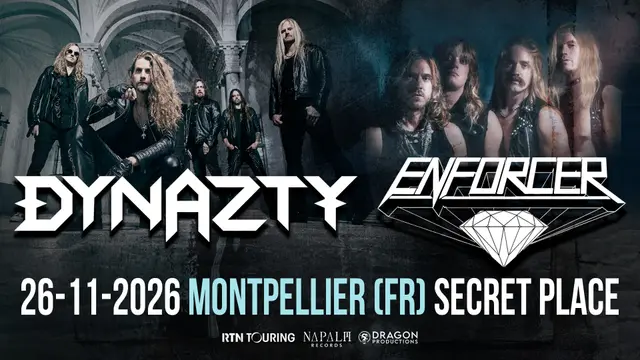 DYNAZTY
ENFORCER
26-11-2026 MONTPELLIER (FR) SECRET PLACE
RTN TOURING NAPALM RECORDS DRAGON PRODUCTIONS